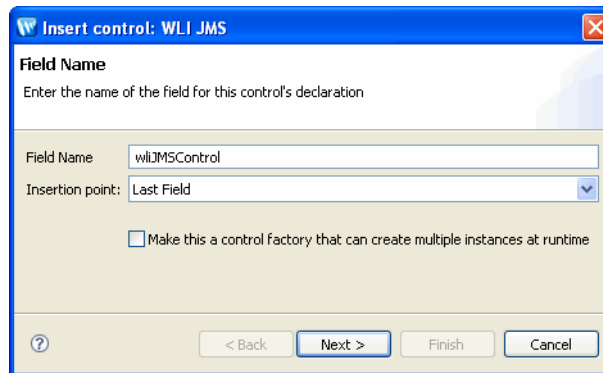 Insert control: WLI JMS
Field Name
Enter the name of the field for this control's declaration
Field Name wliJMSControl
Insertion point: Last Field
Make this a control factory that can create multiple instances at runtime
? < Back Next > Finish Cancel